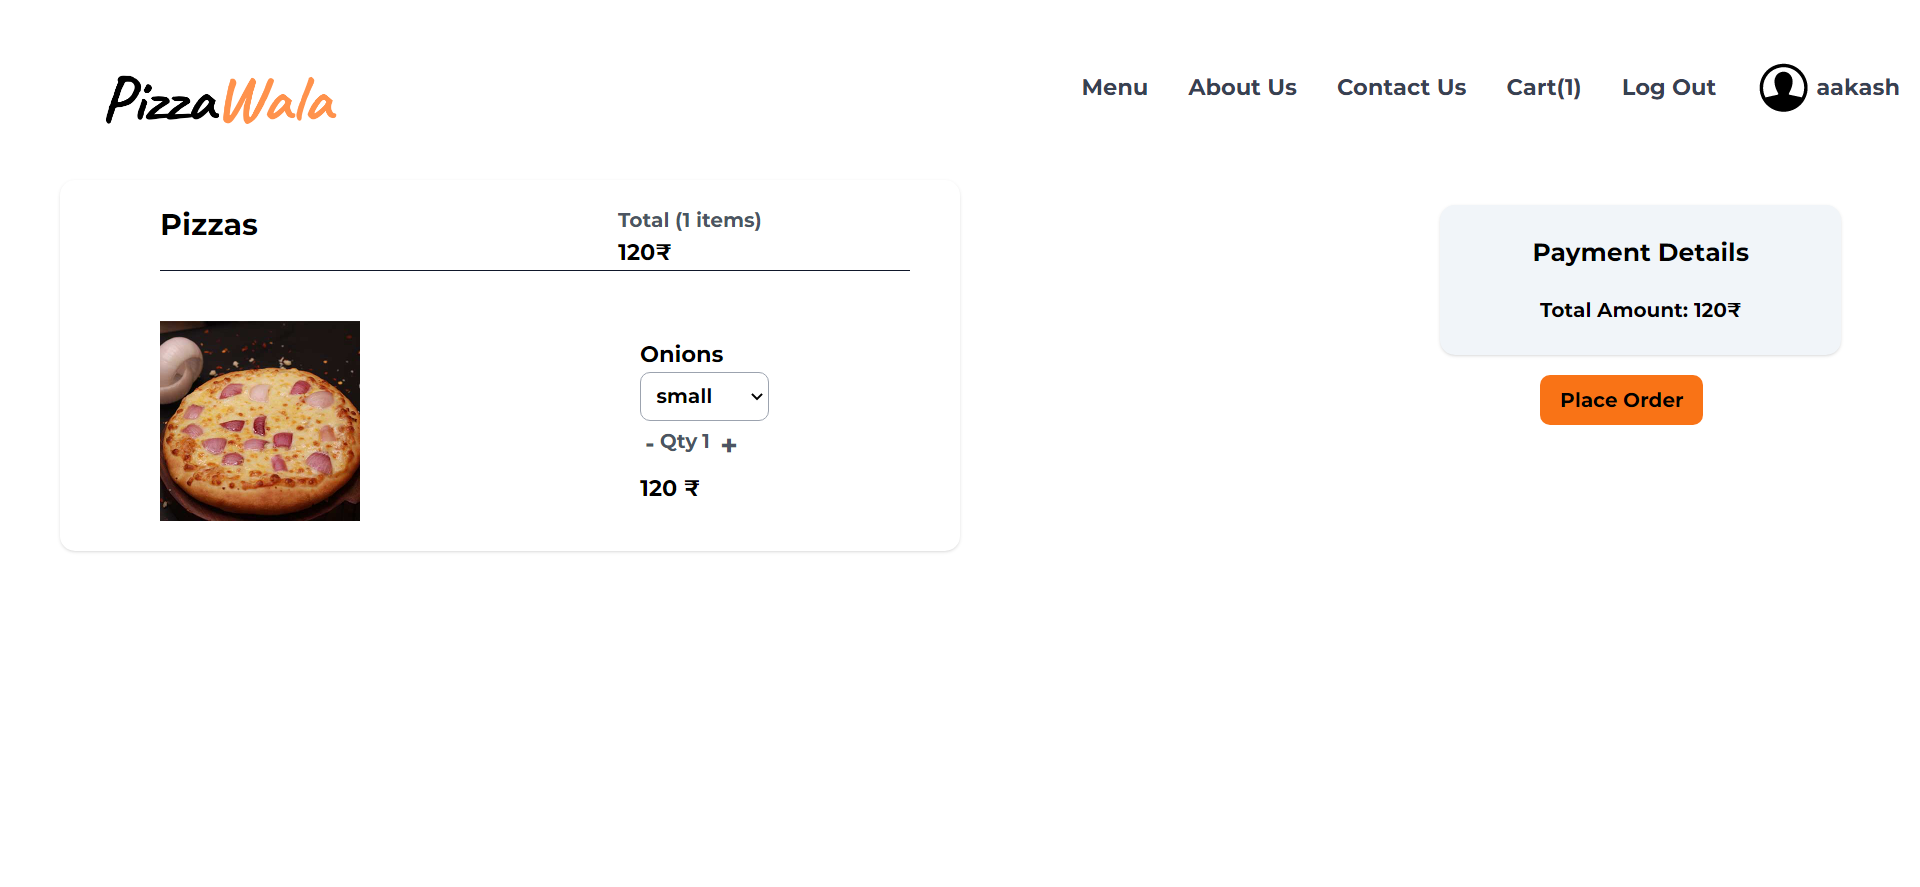 PizzaWala
Menu About Us Contact Us Cart(1) Log Out aakash
Pizzas
Total (1 items)
120₹
Onions
small
- Qty 1 +
120 ₹
Payment Details
Total Amount: 120₹
Place Order